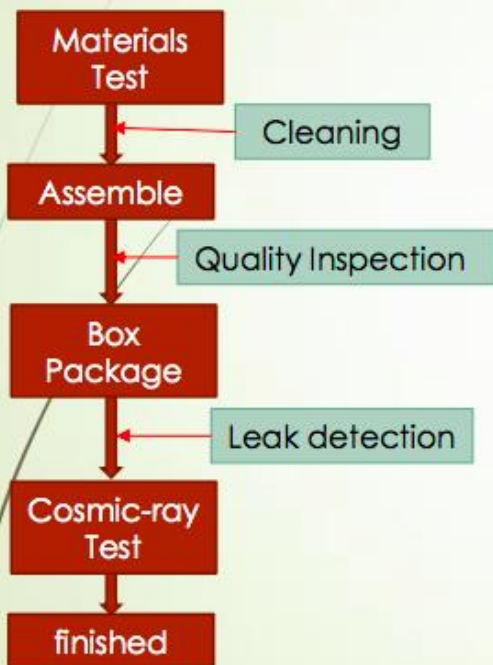 Materials
Test
Cleaning
Assemble
Quality Inspection
Box
Package
Leak detection
Cosmic-ray
Test
finished